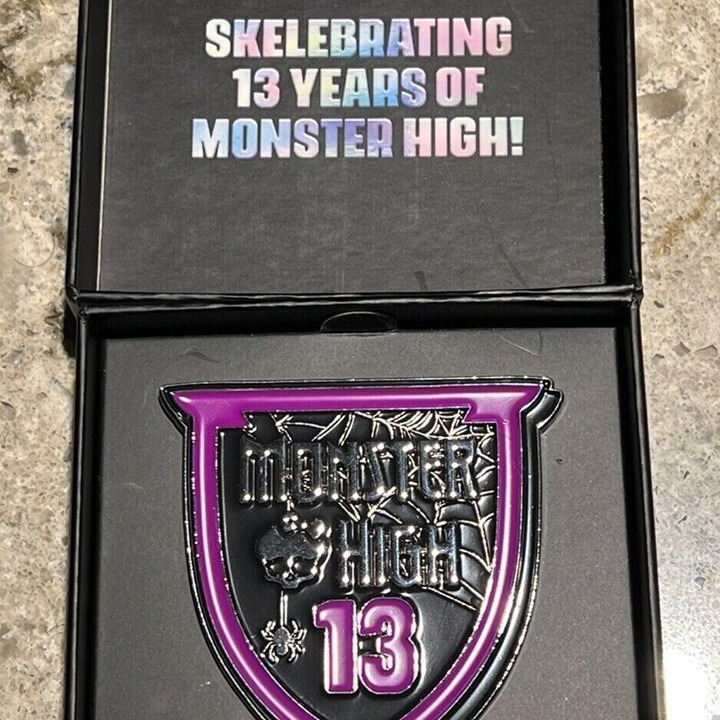 SKELEBRATING
13 YEARS OF
MONSTER HIGH!
MONSTER
HIGH
13